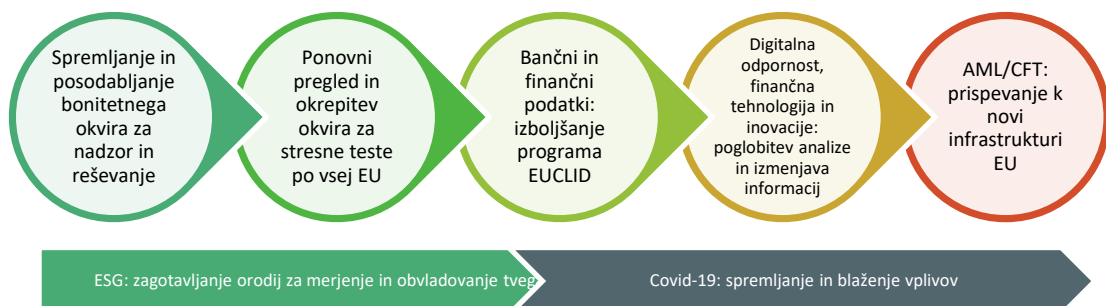 Spremljanje in
posodabljanje
bonitetnega
okvira za
nadzor in
reševanje
Ponovni
pregled in
okrepitev
okvira za
stresne teste
po vsej EU
Bančni in
finančni
podatki:
izboljšanje
programa
EUCLID
Digitalna
odpornost,
finančna
tehnologija in
inovacije:
poglobitev analize
in izmenjava
informacij
AML/CFT:
prispevanje k
novi
infrastrukturi
EU
ESG: zagotavljanje orodij za merjenje in obvladovanje tveg
Covid-19: spremljanje in blaženje vplivov